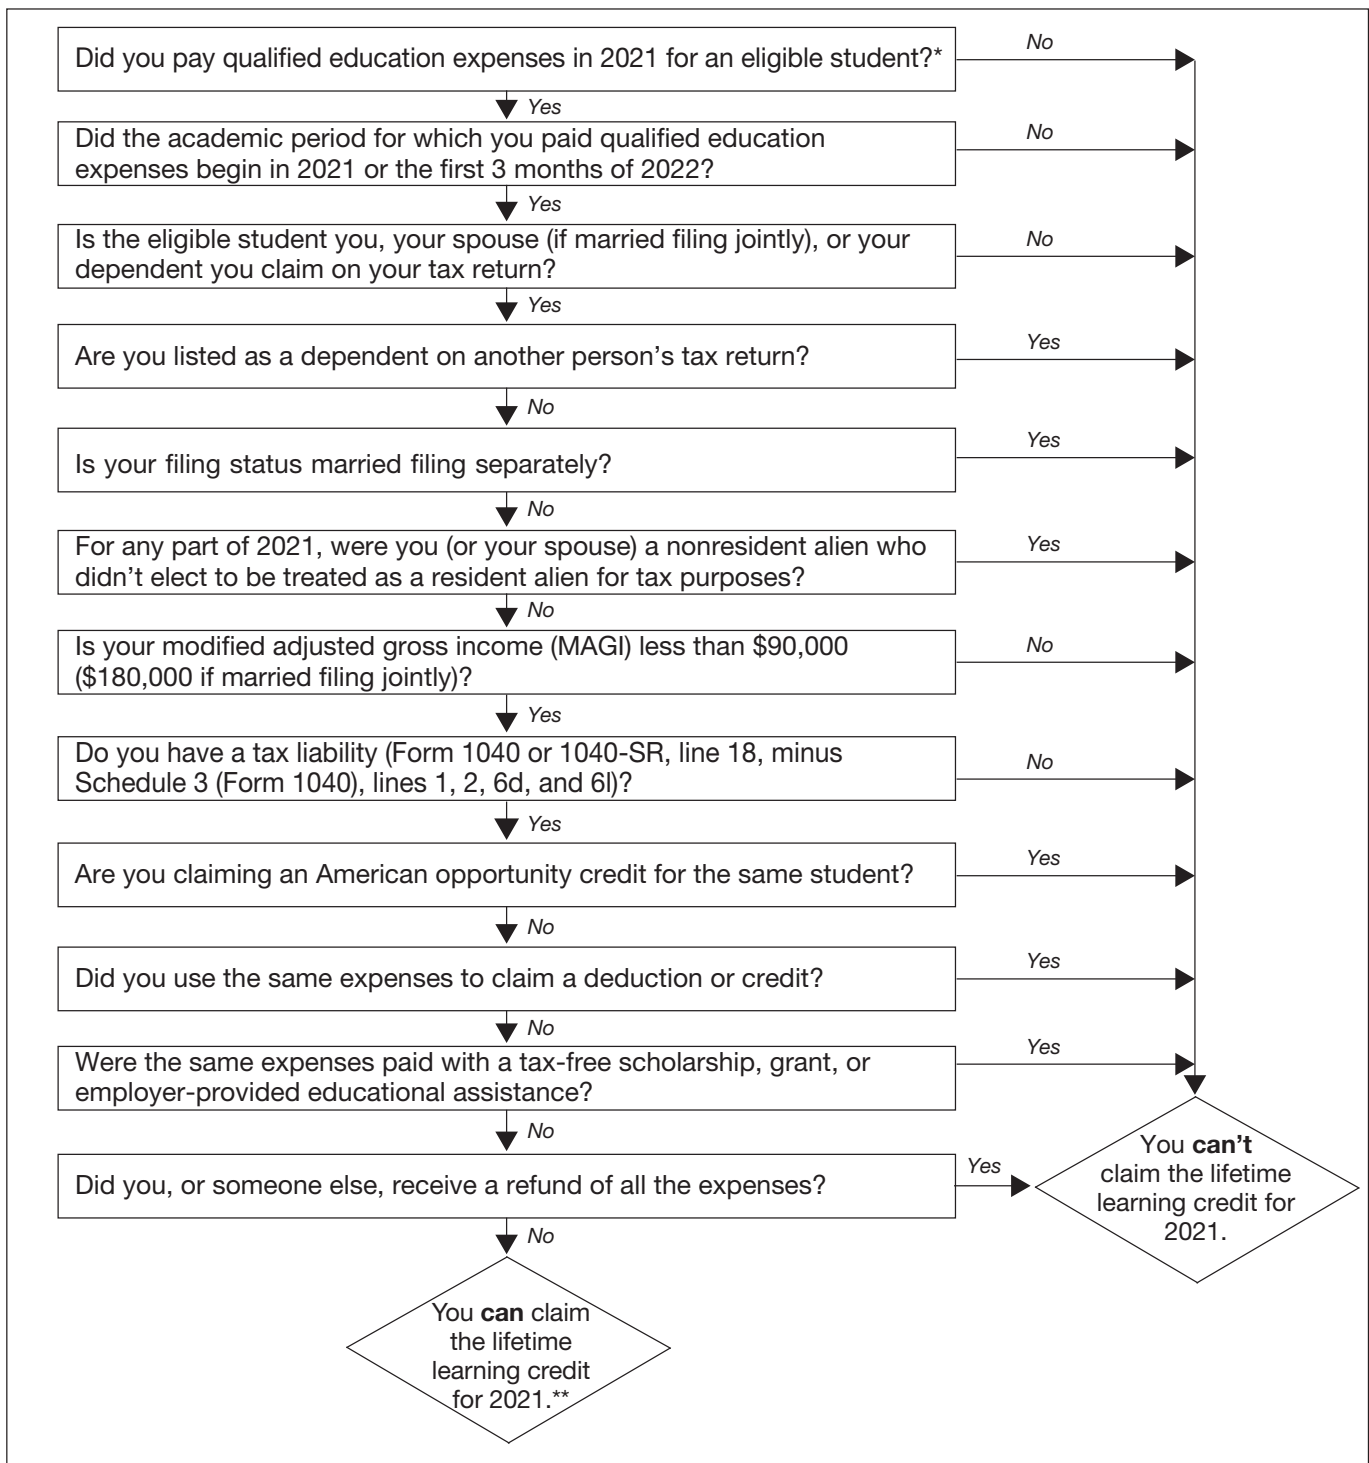 Did you pay qualified education expenses in 2021 for an eligible student?*
No
Yes
Did the academic period for which you paid qualified education
expenses begin in 2021 or the first 3 months of 2022?
No
Yes
Is the eligible student you, your spouse (if married filing jointly), or your
dependent you claim on your tax return?
No
Yes
Are you listed as a dependent on another person’s tax return?
Yes
No
Is your filing status married filing separately?
Yes
No
For any part of 2021, were you (or your spouse) a nonresident alien who
didn’t elect to be treated as a resident alien for tax purposes?
Yes
No
Is your modified adjusted gross income (MAGI) less than $90,000
($180,000 if married filing jointly)?
No
Yes
Do you have a tax liability (Form 1040 or 1040-SR, line 18, minus
Schedule 3 (Form 1040), lines 1, 2, 6d, and 6l)?
No
Yes
Are you claiming an American opportunity credit for the same student?
Yes
No
Did you use the same expenses to claim a deduction or credit?
Yes
No
Were the same expenses paid with a tax-free scholarship, grant, or
employer-provided educational assistance?
Yes
No
Did you, or someone else, receive a refund of all the expenses?
Yes
You can’t
claim the lifetime
learning credit for
2021.
No
You can claim
the lifetime
learning credit
for 2021.**